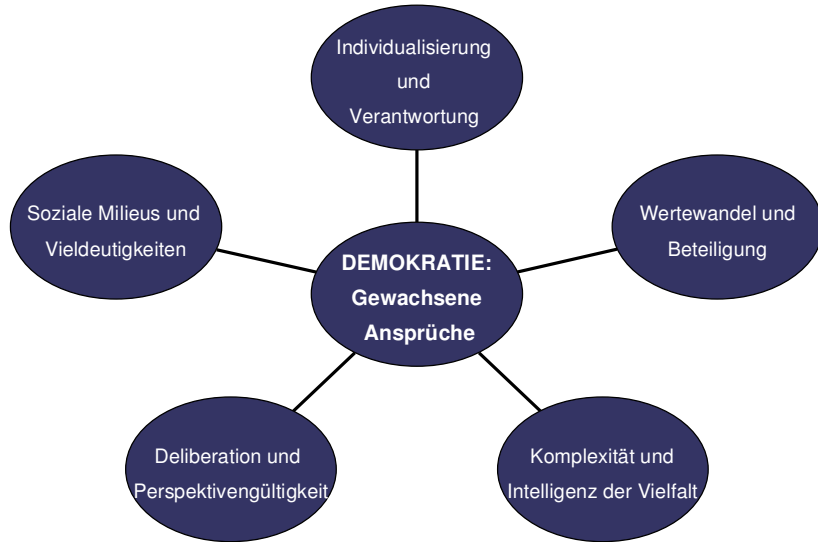 Individualisierung
und
Verantwortung
Soziale Milieus und
Vieldeutigkeiten
Wertewandel und
Beteiligung
DEMOKRATIE:
Gewachsene
Ansprüche
Deliberation und
Perspektivengültigkeit
Komplexität und
Intelligenz der Vielfalt